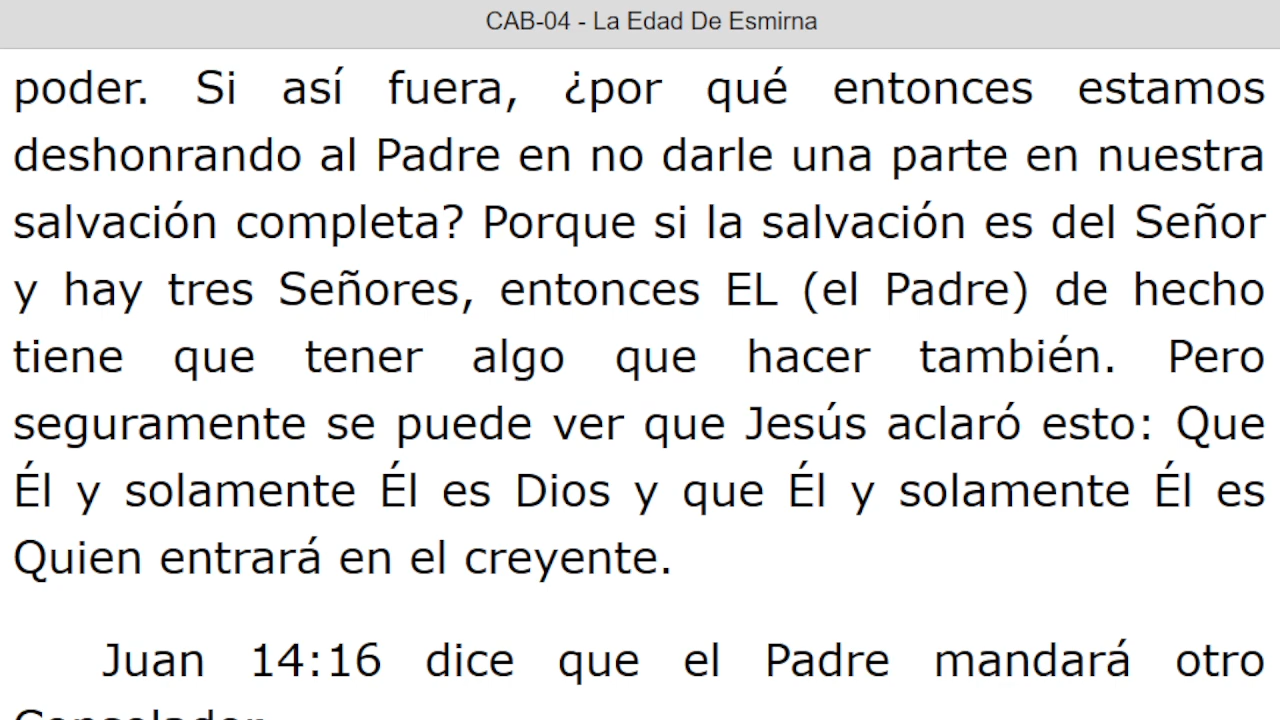 CAB-04 - La Edad De Esmirna
poder. Si así fuera, ¿por qué entonces estamos
deshonrando al Padre en no darle una parte en nuestra
salvación completa? Porque si la salvación es del Señor
y hay tres Señores, entonces EL (el Padre) de hecho
tiene que tener algo que hacer también. Pero
seguramente se puede ver que Jesús aclaró esto: Que
Él y solamente Él es Dios y que Él y solamente Él es
Quien entrará en el creyente.
Juan 14:16 dice que el Padre mandará otro
Consolador